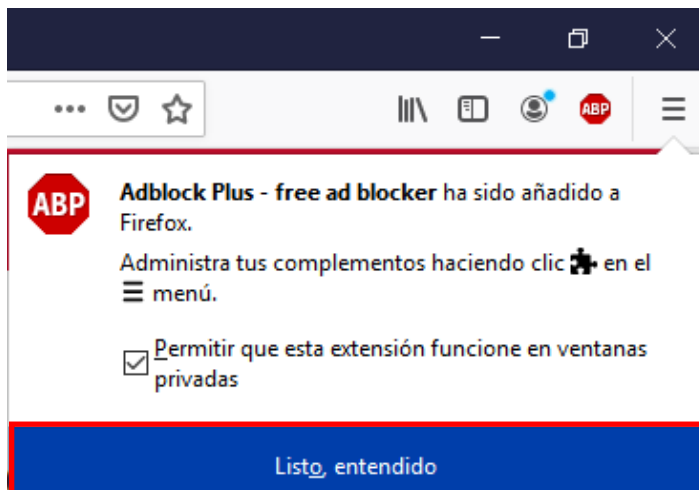 ABP
ABP
Adblock Plus - free ad blocker ha sido añadido a
Firefox.
Administra tus complementos haciendo clic en el
menú.
Permitir que esta extensión funcione en ventanas
privadas
Listo, entendido